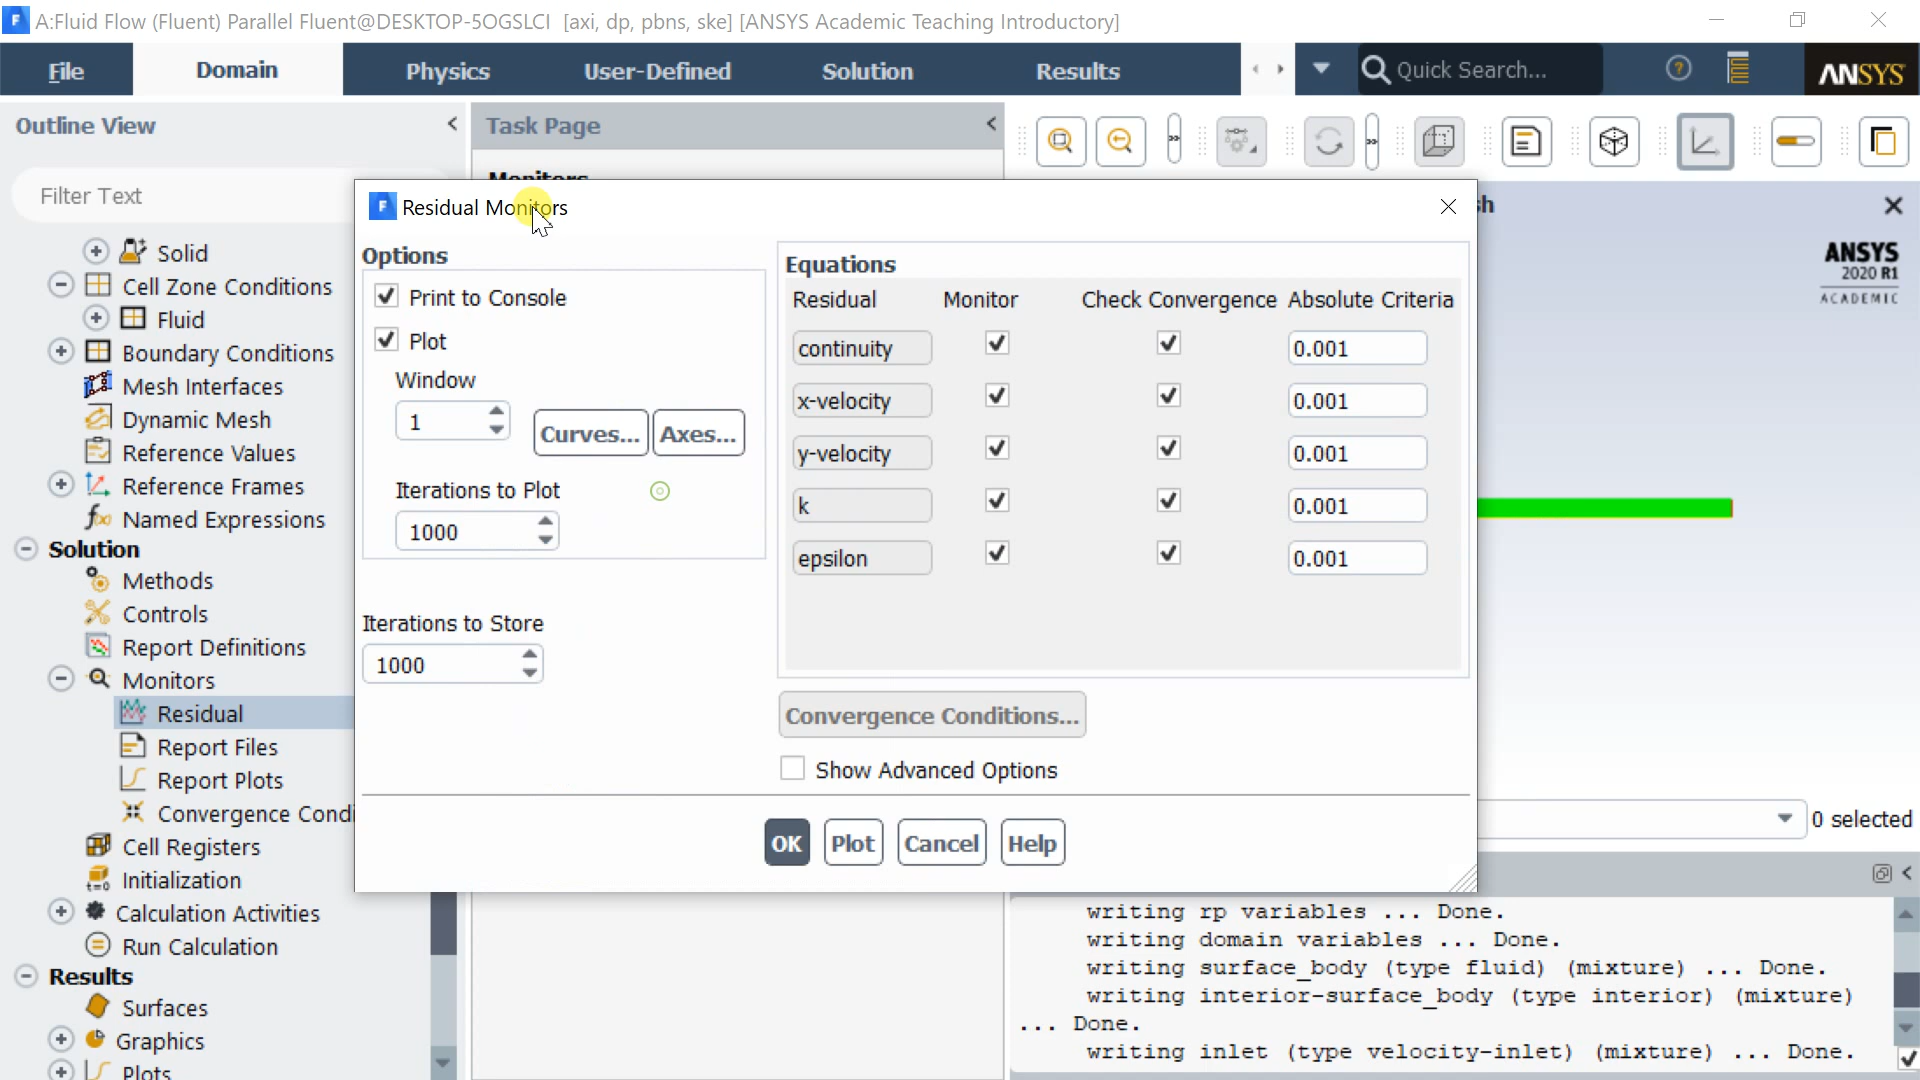 A:Fluid Flow (Fluent) Parallel Fluent@DESKTOP-5OGSLCI [axi, dp, pbns, ske] [ANSYS Academic Teaching Introductory]
File
Domain
Physics
User-Defined
Solution
Results
Quick Search...
ANSYS
Outline View
Task Page
Filter Text
Solid
Cell Zone Conditions
Fluid
Boundary Conditions
Mesh Interfaces
Dynamic Mesh
Reference Values
Reference Frames
Named Expressions
Solution
Methods
Controls
Report Definitions
Monitors
Residual
Report Files
Report Plots
Convergence Condi
Cell Registers
Initialization
Calculation Activities
Run Calculation
Results
Surfaces
Graphics
Plots
Monitors
Residual Monitors
Options
Print to Console
Plot
Window
1
Curves...
Axes...
Iterations to Plot
1000
Iterations to Store
1000
Equations
Residual Monitor Check Convergence Absolute Criteria
continuity 0.001
x-velocity 0.001
y-velocity 0.001
k 0.001
epsilon 0.001
Convergence Conditions...
Show Advanced Options
OK
Plot
Cancel
Help
sh
ANSYS
2020 R1
ACADEMIC
0 selected
writing rp variables ... Done.
writing domain variables ... Done.
writing surface_body (type fluid) (mixture) ... Done.
writing interior-surface_body (type interior) (mixture)
... Done.
writing inlet (type velocity-inlet) (mixture) ... Done.